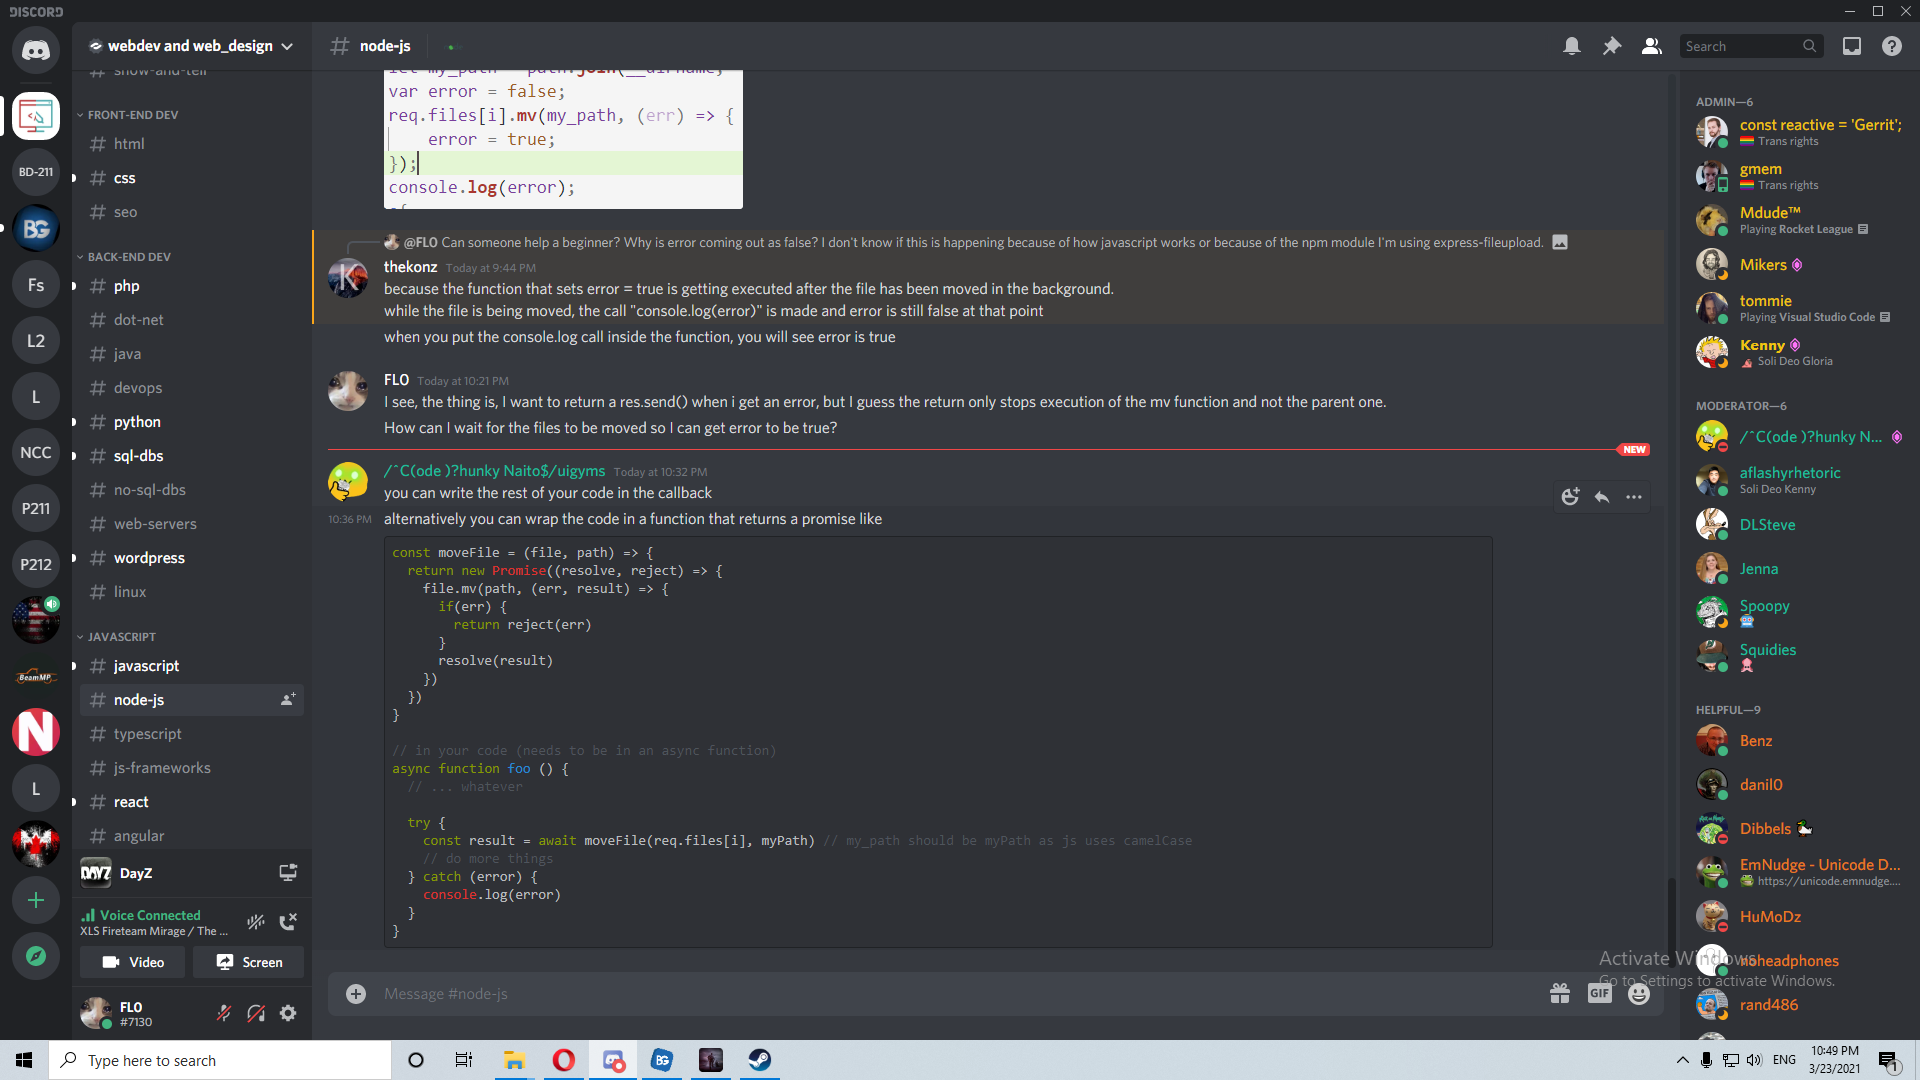 DISCORD
webdev and web_design
show-and-tell
FRONT-END DEV
html
css
seo
BACK-END DEV
php
dot-net
java
devops
python
sql-dbs
no-sql-dbs
web-servers
wordpress
linux
JAVASCRIPT
javascript
node-js
typescript
js-frameworks
react
angular
BD-211
BG
Fs
L2
L
NCC
P211
P212
BeamMP
N
L
DAYZ
DayZ
Voice Connected
XLS Fireteam Mirage / The ...
Video
Screen
FLO
#7130
node-js
Search
let my_path = path.join(__dirname,
var error = false;
req.files[i].mv(my_path, (err) => {
error = true;
});
console.log(error);
@FLO Can someone help a beginner? Why is error coming out as false? I don't know if this is happening because of how javascript works or because of the npm module I'm using express-fileupload.
K
thekonz Today at 9:44 PM
because the function that sets error = true is getting executed after the file has been moved in the background.
while the file is being moved, the call "console.log(error)" is made and error is still false at that point
when you put the console.log call inside the function, you will see error is true
FLO Today at 10:21 PM
I see, the thing is, I want to return a res.send() when i get an error, but I guess the return only stops execution of the mv function and not the parent one.
How can I wait for the files to be moved so I can get error to be true?
NEW
/^C(ode )?hunky Naito$/uigyms Today at 10:32 PM
you can write the rest of your code in the callback
10:36 PM alternatively you can wrap the code in a function that returns a promise like
const moveFile = (file, path) => {
return new Promise((resolve, reject) => {
file.mv(path, (err, result) => {
if(err) {
return reject(err)
}
resolve(result)
})
})
}
// in your code (needs to be in an async function)
async function foo () {
// ... whatever
try {
const result = await moveFile(req.files[i], myPath) // my_path should be myPath as js uses camelCase
// do more things
} catch (error) {
console.log(error)
}
}
Message #node-js
GIF
ADMIN—6
const reactive = 'Gerrit';
Trans rights
gmem
Trans rights
Mdude™
Playing Rocket League
Mikers
tommie
Playing Visual Studio Code
Kenny
Soli Deo Gloria
MODERATOR—6
/^C(ode )?hunky N...
aflashyrhetoric
Soli Deo Kenny
DLSteve
Jenna
Spoopy
Squidies
HELPFUL—9
Benz
danil0
Dibbels
EmNudge - Unicode D...
https://unicode.emnudge....
HuMoDz
noheadphones
rand486
Activate Windows
Go to Settings to activate Windows.
Type here to search
BG
ENG
10:49 PM
3/23/2021
1